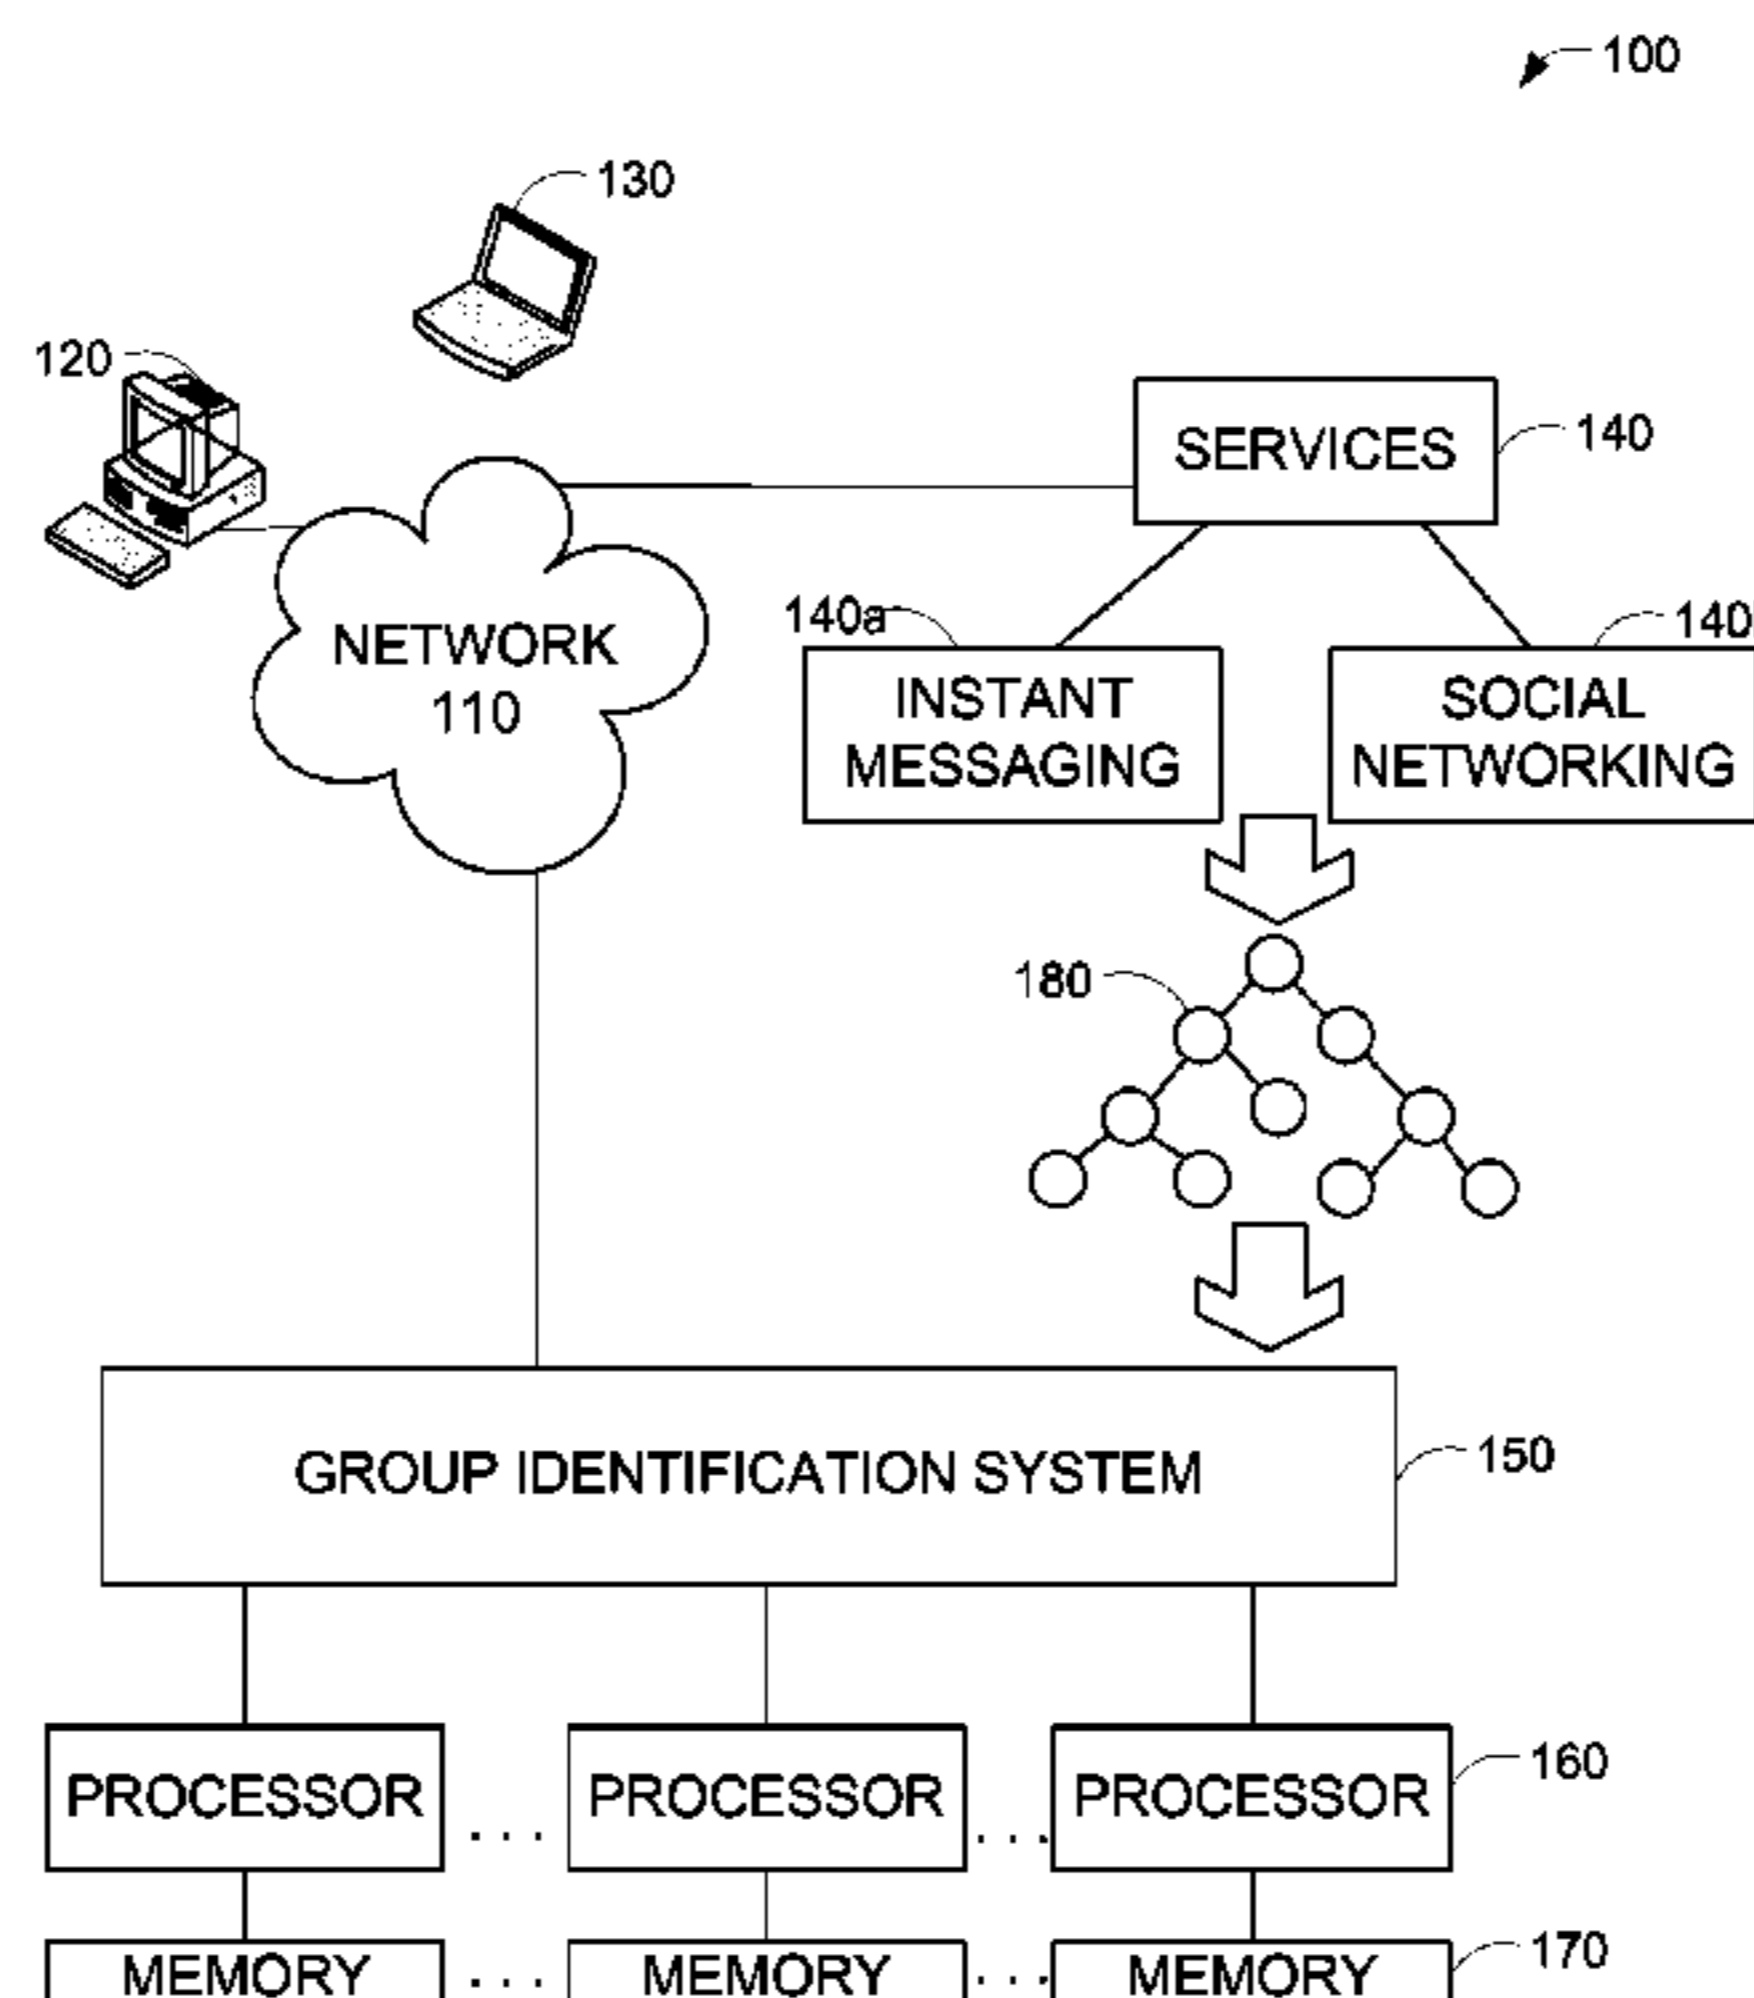 100
130
120
SERVICES
140
140a
140
NETWORK
110
INSTANT
MESSAGING
SOCIAL
NETWORKING
180
GROUP IDENTIFICATION SYSTEM
150
PROCESSOR
...
PROCESSOR
...
PROCESSOR
160
MEMORY
...
MEMORY
...
MEMORY
170